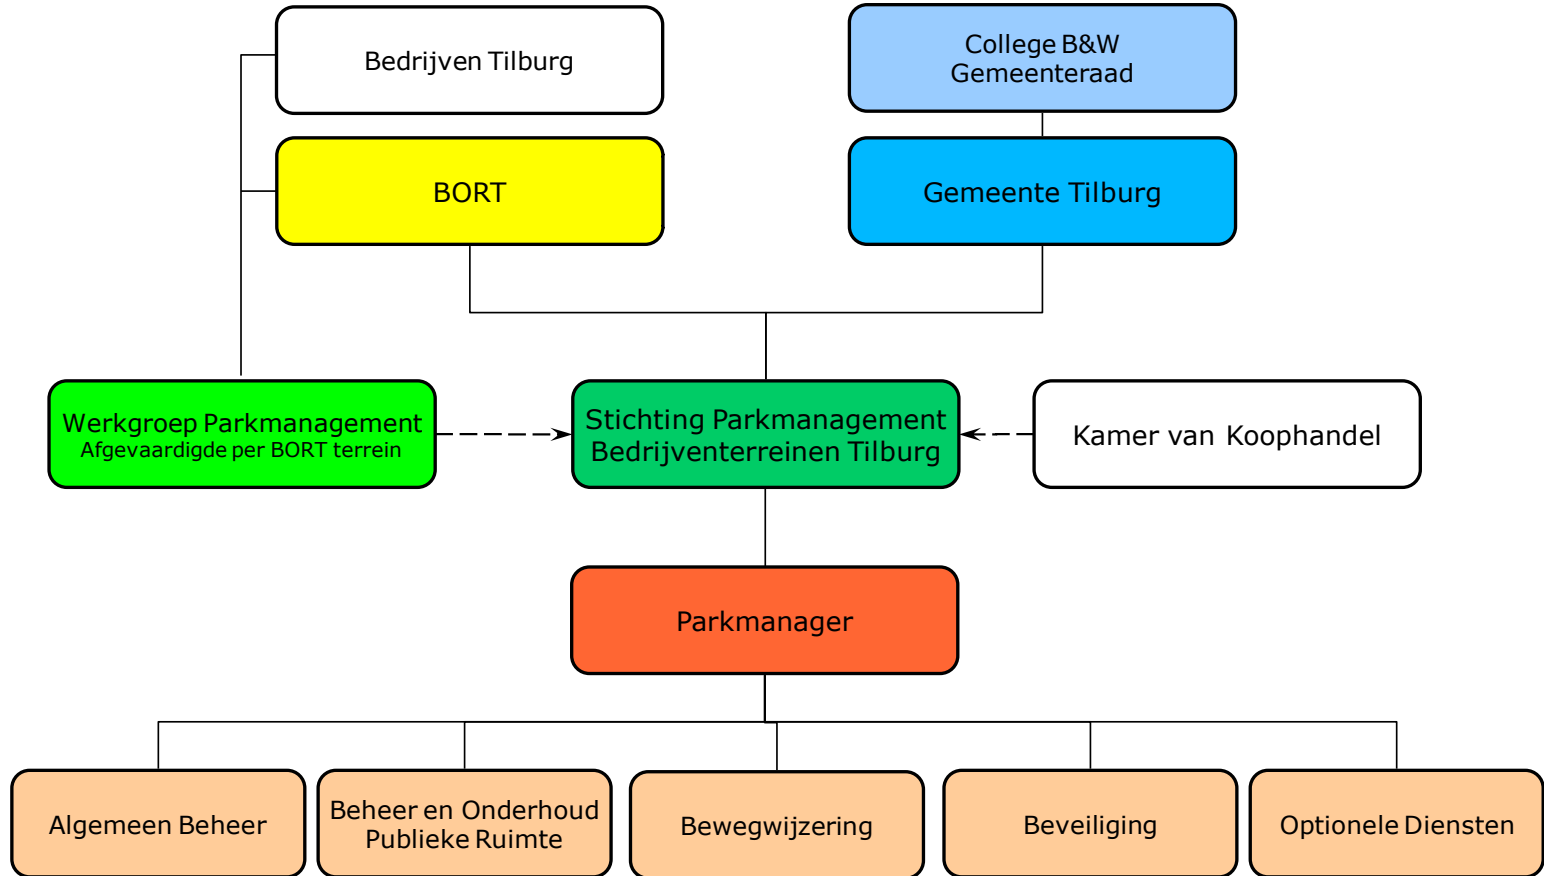 Bedrijven Tilburg
College B&W
Gemeenteraad
BORT
Gemeente Tilburg
Werkgroep Parkmanagement
Afgevaardigde per BORT terrein
Stichting Parkmanagement
Bedrijventerreinen Tilburg
Kamer van Koophandel
Parkmanager
Algemeen Beheer
Beheer en Onderhoud
Publieke Ruimte
Bewegwijzering
Beveiliging
Optionele Diensten